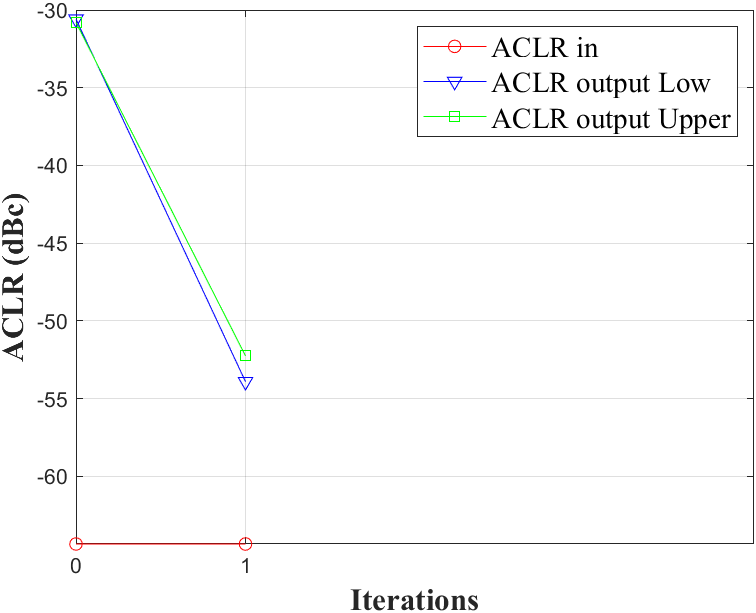 -30
-35
-40
-45
-50
-55
-60
ACLR (dBc)
ACLR in
ACLR output Low
ACLR output Upper
0
1
Iterations